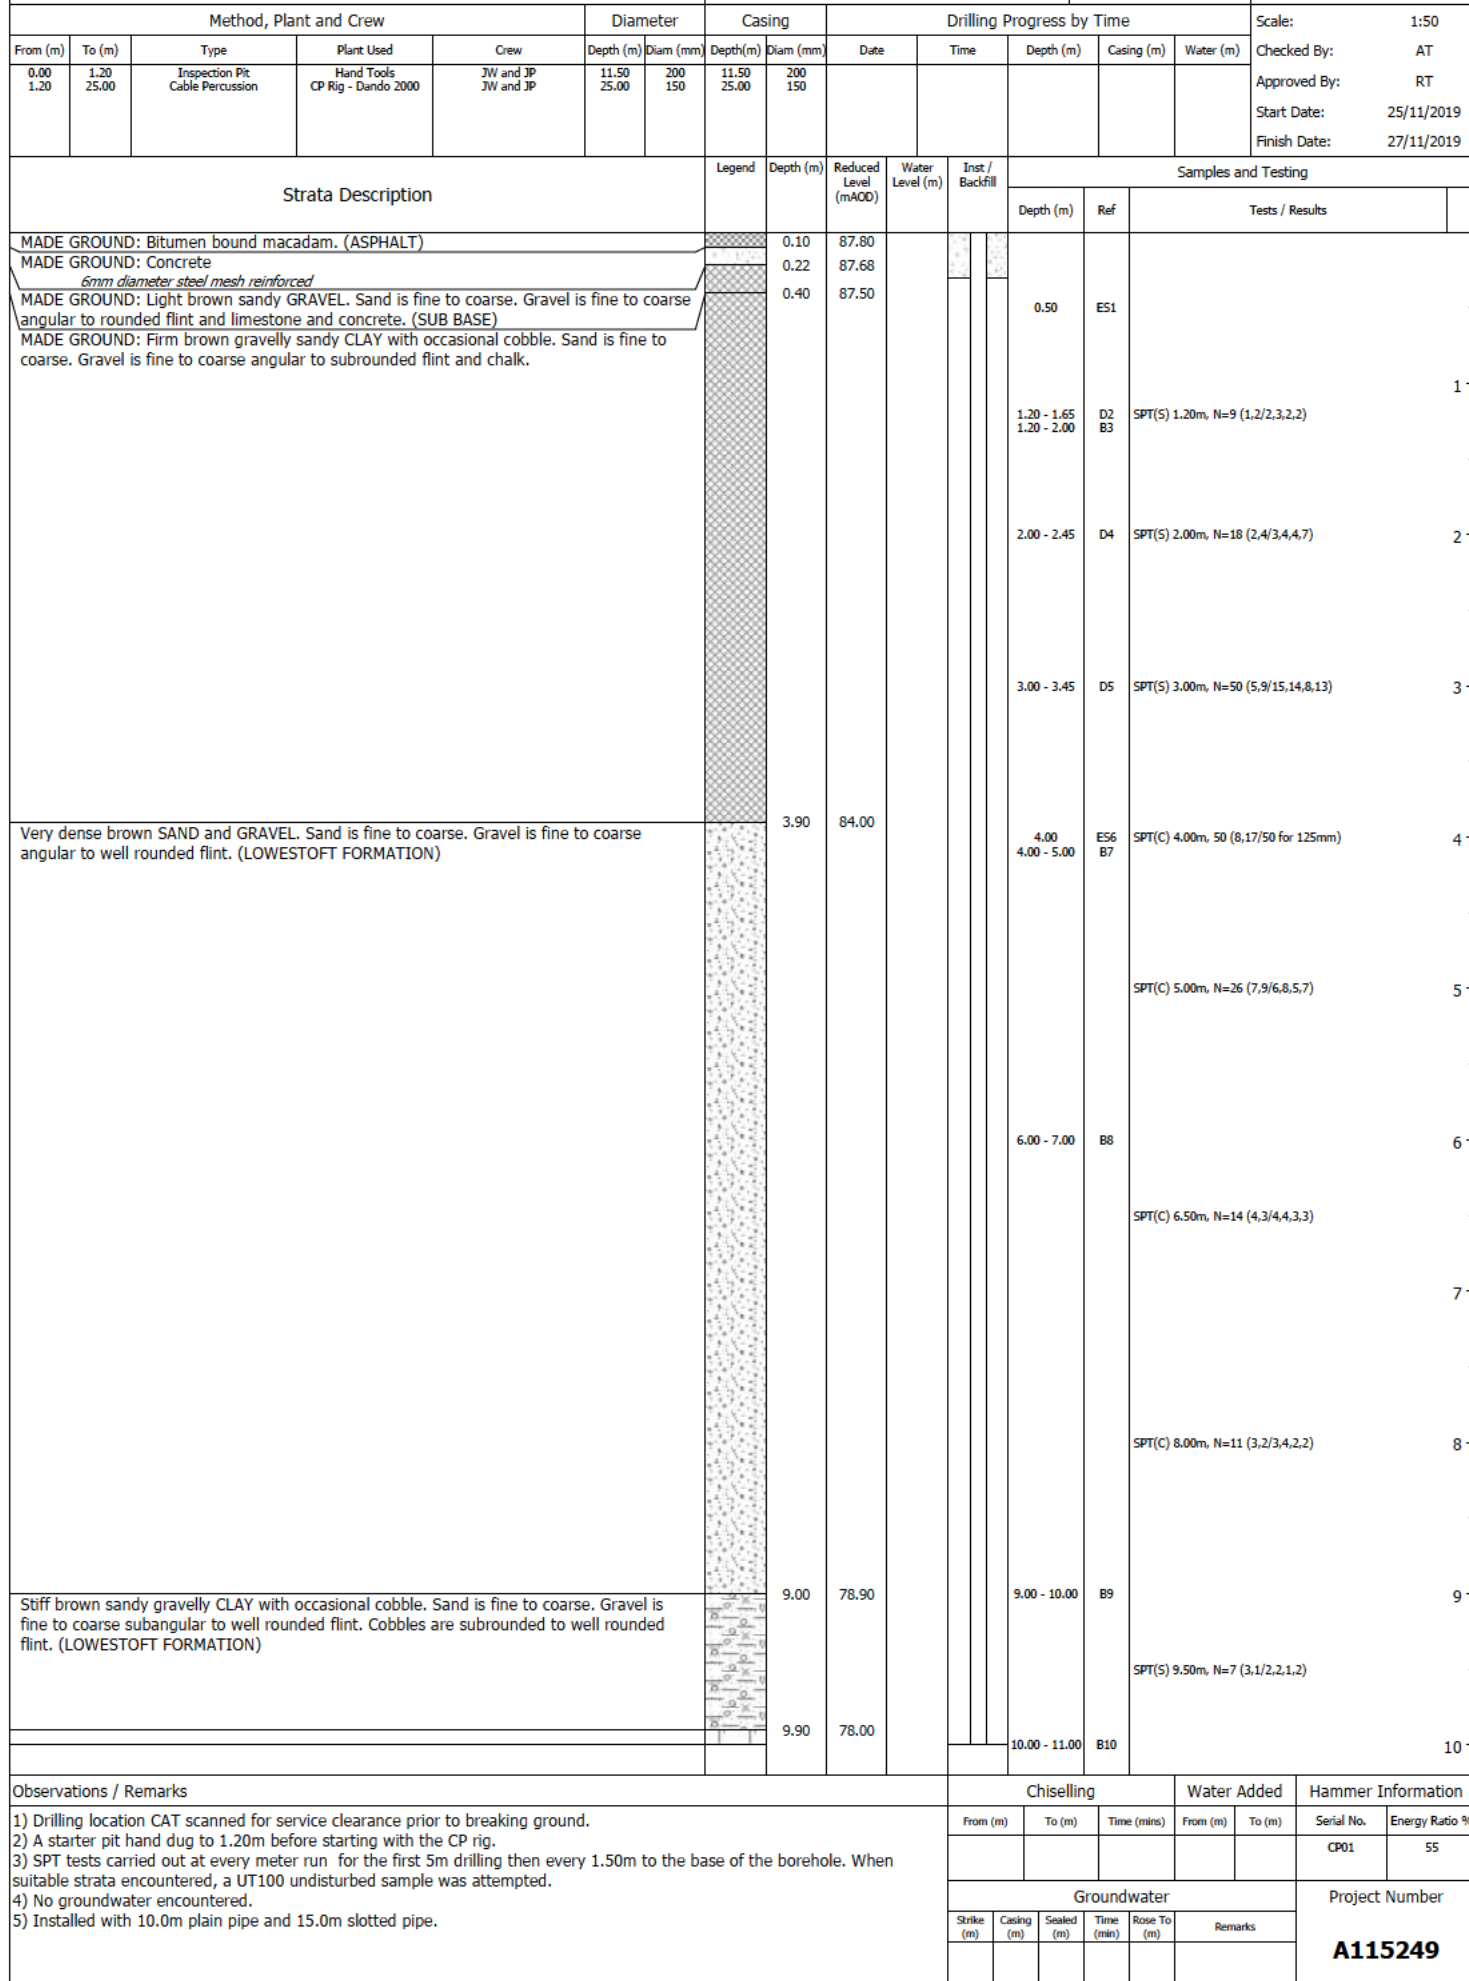 Method, Plant and Crew Diameter Casing Drilling Progress by Time Scale: 1:50
From (m) To (m) Type Plant Used Crew Depth (m) Diam (mm) Depth(m) Diam (mm) Date Time Depth (m) Casing (m) Water (m) Checked By: AT
0.00 1.20 Inspection Pit Hand Tools JW and JP 11.50 200 11.50 200
1.20 25.00 Cable Percussion CP Rig - Dando 2000 JW and JP 25.00 150 25.00 150
Approved By: RT
Start Date: 25/11/2019
Finish Date: 27/11/2019
Strata Description Legend Depth (m) Reduced Level (mAOD) Water Level (m) Inst / Backfill Samples and Testing
Depth (m) Ref Tests / Results
MADE GROUND: Bitumen bound macadam. (ASPHALT) 0.10 87.80
MADE GROUND: Concrete 0.22 87.68
6mm diameter steel mesh reinforced
MADE GROUND: Light brown sandy GRAVEL. Sand is fine to coarse. Gravel is fine to coarse 0.40 87.50
angular to rounded flint and limestone and concrete. (SUB BASE) 0.50 ES1
MADE GROUND: Firm brown gravelly sandy CLAY with occasional cobble. Sand is fine to
coarse. Gravel is fine to coarse angular to subrounded flint and chalk.
1
1.20 - 1.65 D2 SPT(S) 1.20m, N=9 (1,2/2,3,2,2)
1.20 - 2.00 B3
2.00 - 2.45 D4 SPT(S) 2.00m, N=18 (2,4/3,4,4,7) 2
3.00 - 3.45 D5 SPT(S) 3.00m, N=50 (5,9/15,14,8,13) 3
3.90 84.00
Very dense brown SAND and GRAVEL. Sand is fine to coarse. Gravel is fine to coarse 4.00 ES6 SPT(C) 4.00m, 50 (8,17/50 for 125mm) 4
angular to well rounded flint. (LOWESTOFT FORMATION) 4.00 - 5.00 B7
SPT(C) 5.00m, N=26 (7,9/6,8,5,7) 5
6.00 - 7.00 B8 6
SPT(C) 6.50m, N=14 (4,3/4,4,3,3)
7
SPT(C) 8.00m, N=11 (3,2/3,4,2,2) 8
9.00 78.90 9.00 - 10.00 B9 9
Stiff brown sandy gravelly CLAY with occasional cobble. Sand is fine to coarse. Gravel is
fine to coarse subangular to well rounded flint. Cobbles are subrounded to well rounded
flint. (LOWESTOFT FORMATION)
SPT(S) 9.50m, N=7 (3,1/2,2,1,2)
9.90 78.00
10.00 - 11.00 B10 10
Observations / Remarks Chiselling Water Added Hammer Information
1) Drilling location CAT scanned for service clearance prior to breaking ground. From (m) To (m) Time (mins) From (m) To (m) Serial No. Energy Ratio %
2) A starter pit hand dug to 1.20m before starting with the CP rig. CP01 55
3) SPT tests carried out at every meter run for the first 5m drilling then every 1.50m to the base of the borehole. When
suitable strata encountered, a UT100 undisturbed sample was attempted.
4) No groundwater encountered. Groundwater Project Number
5) Installed with 10.0m plain pipe and 15.0m slotted pipe.
Strike (m) Casing (m) Sealed (m) Time (min) Rose To (m) Remarks
A115249